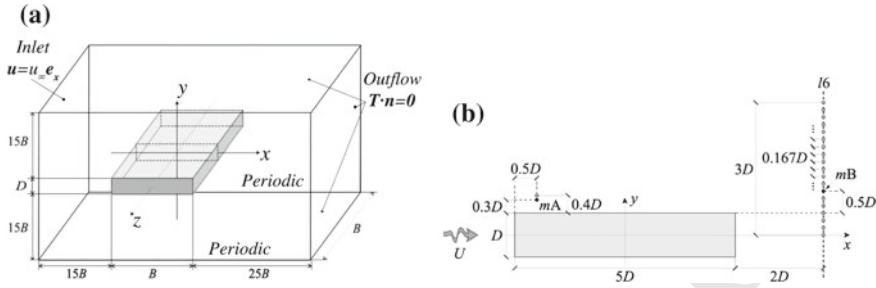 (a)
Inlet
u=u∞eₓ
y
Outflow
T·n=0
15B
x
D
Periodic
z
15B
B
Periodic
15B
B
25B
(b)
l6
0.167D
3D
0.5D
mB
0.3D
mA
0.4D
y
0.5D
D
x
U
5D
2D